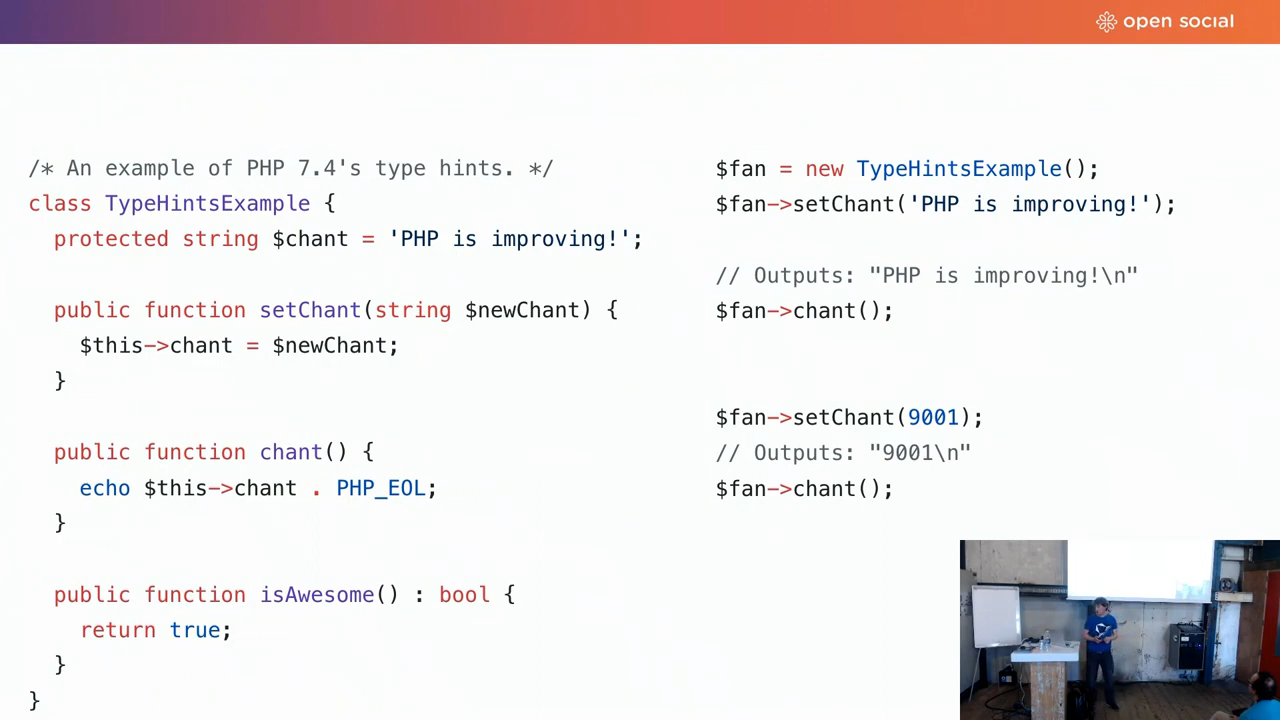 open social
/* An example of PHP 7.4's type hints. */
class TypeHintsExample {
  protected string $chant = 'PHP is improving!';

  public function setChant(string $newChant) {
    $this->chant = $newChant;
  }

  public function chant() {
    echo $this->chant . PHP_EOL;
  }

  public function isAwesome() : bool {
    return true;
  }
}
$fan = new TypeHintsExample();
$fan->setChant('PHP is improving!');

// Outputs: "PHP is improving!\n"
$fan->chant();

$fan->setChant(9001);
// Outputs: "9001\n"
$fan->chant();